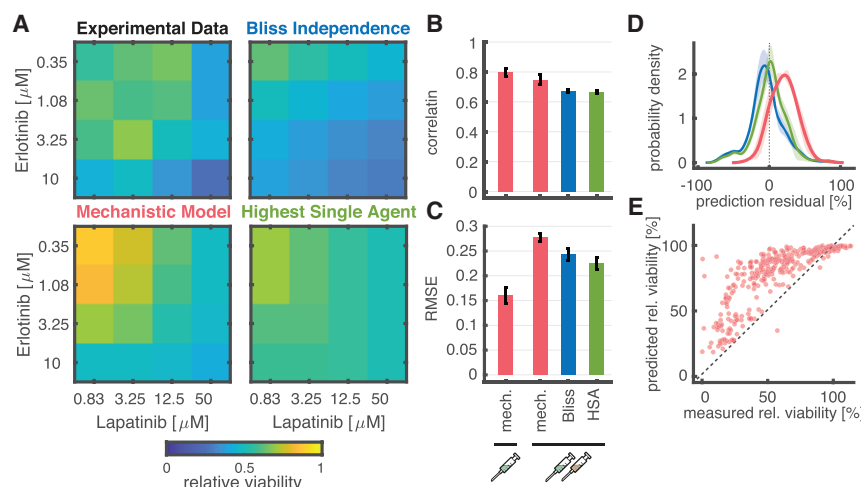 A
Experimental Data
Bliss Independence
Erlotinib [μM]
0.35
1.08
3.25
10
Mechanistic Model
Highest Single Agent
Erlotinib [μM]
0.35
1.08
3.25
10
0.83 3.25 12.5 50
0.83 3.25 12.5 50
Lapatinib [μM]
Lapatinib [μM]
0 0.5 1
relative viability
B
correlatin
1
0.8
0.6
0.4
0.2
0
C
RMSE
0.3
0.25
0.2
0.15
0.1
0.05
0
mech.
mech.
Bliss
HSA
D
probability density
2
1
0
-100 0 100
prediction residual [%]
E
predicted rel. viability [%]
100
50
0
0 50 100
measured rel. viability [%]